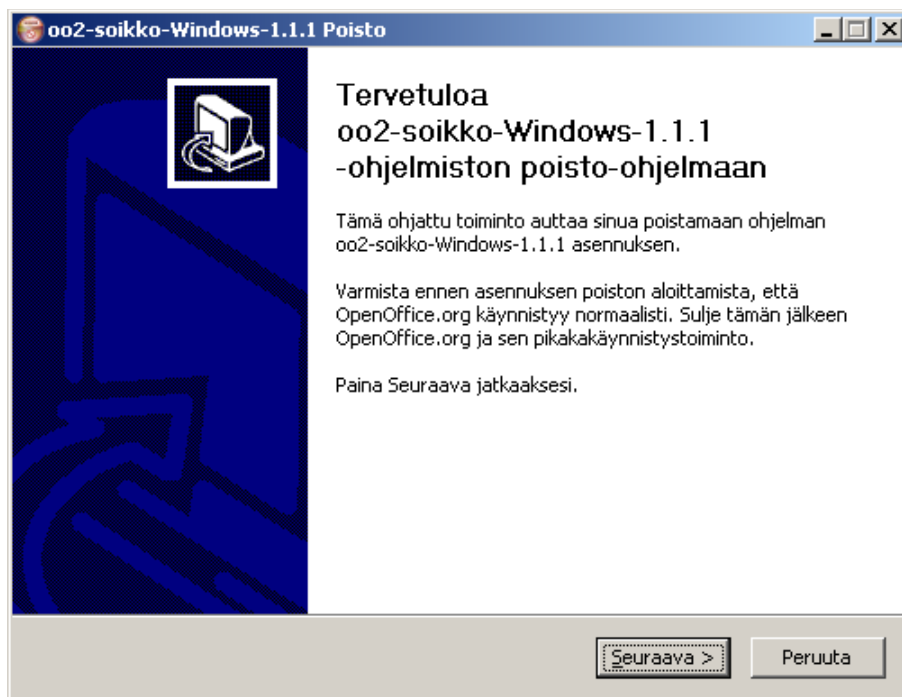 oo2-soikko-Windows-1.1.1 Poisto
Tervetuloa
oo2-soikko-Windows-1.1.1
-ohjelmiston poisto-ohjelmaan
Tämä ohjattu toiminto auttaa sinua poistamaan ohjelman
oo2-soikko-Windows-1.1.1 asennuksen.
Varmista ennen asennuksen poiston aloittamista, että
OpenOffice.org käynnistyy normaalisti. Sulje tämän jälkeen
OpenOffice.org ja sen pikakakäynnistystoiminto.
Paina Seuraava jatkaaksesi.
Seuraava >
Peruuta